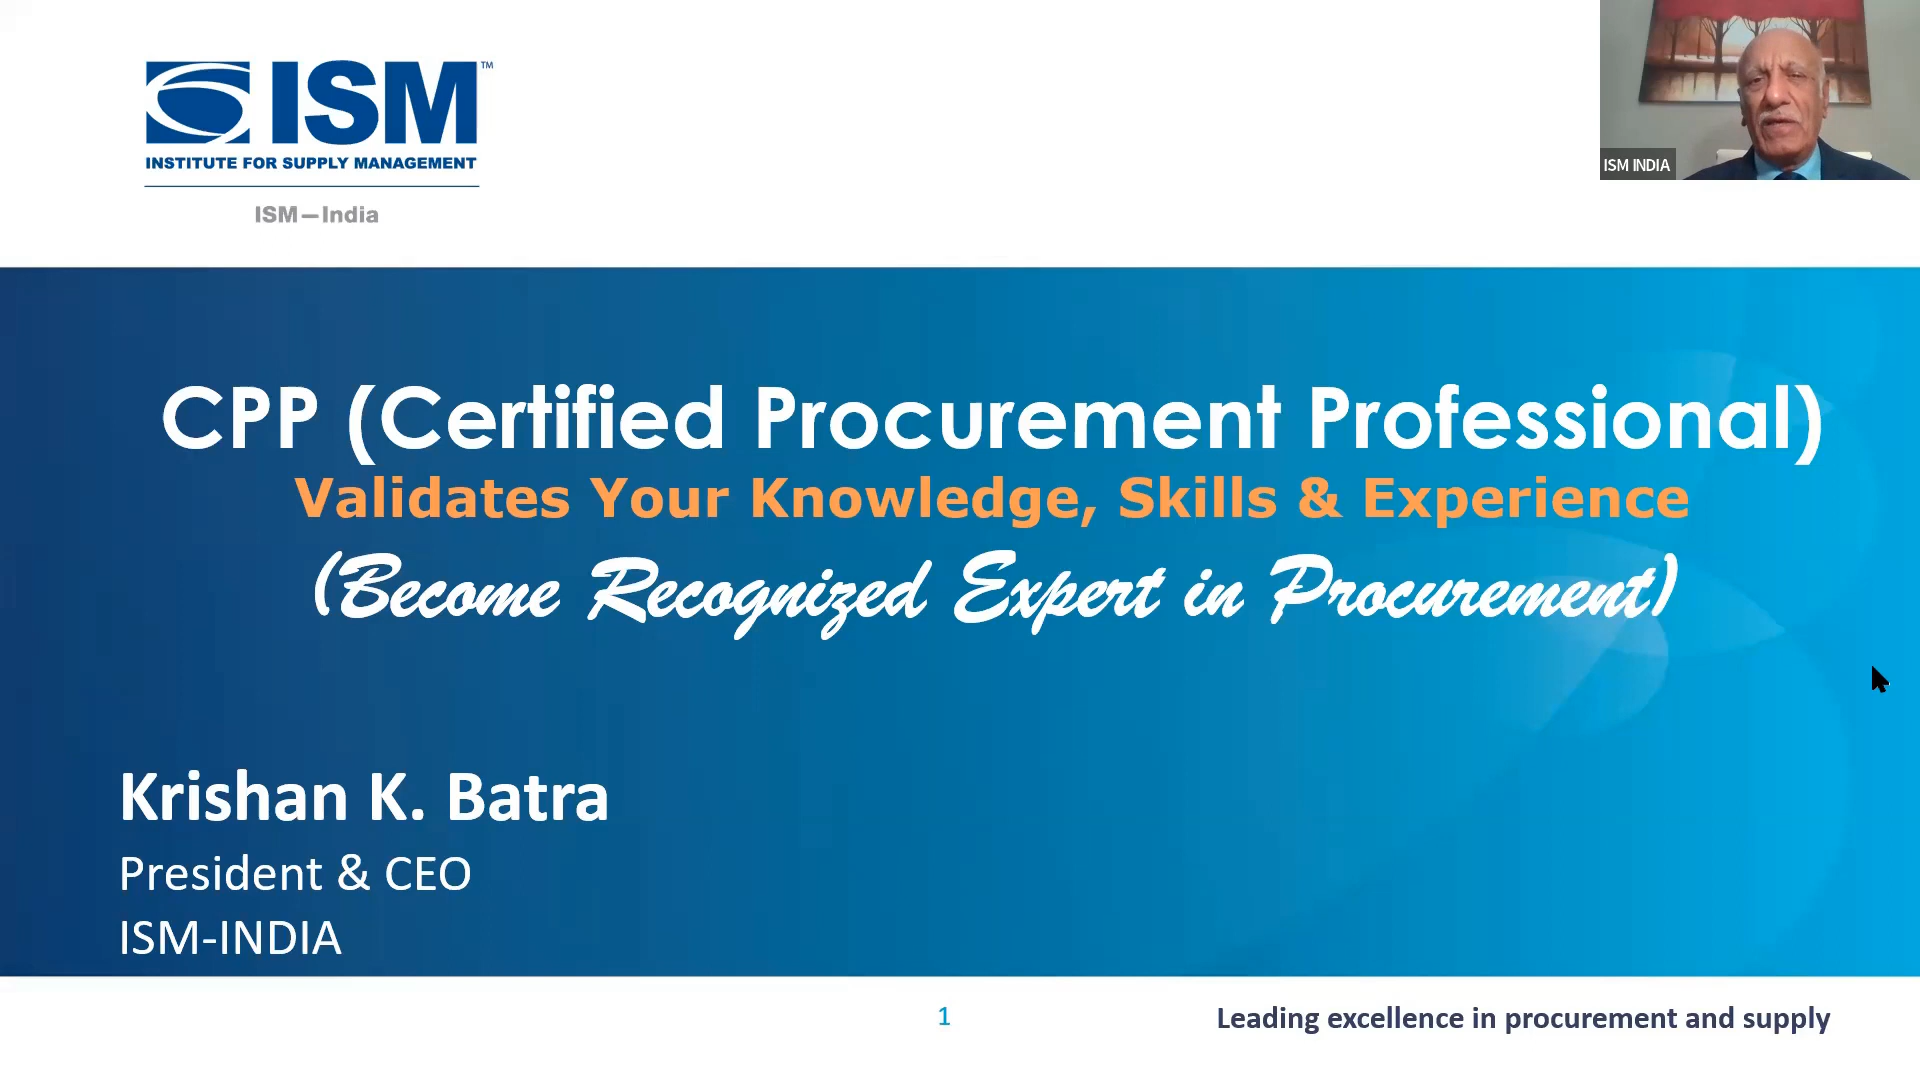 ISM™
INSTITUTE FOR SUPPLY MANAGEMENT
ISM—India
ISM INDIA
CPP (Certified Procurement Professional)
Validates Your Knowledge, Skills & Experience
(Become Recognized Expert in Procurement)
Krishan K. Batra
President & CEO
ISM-INDIA
1
Leading excellence in procurement and supply